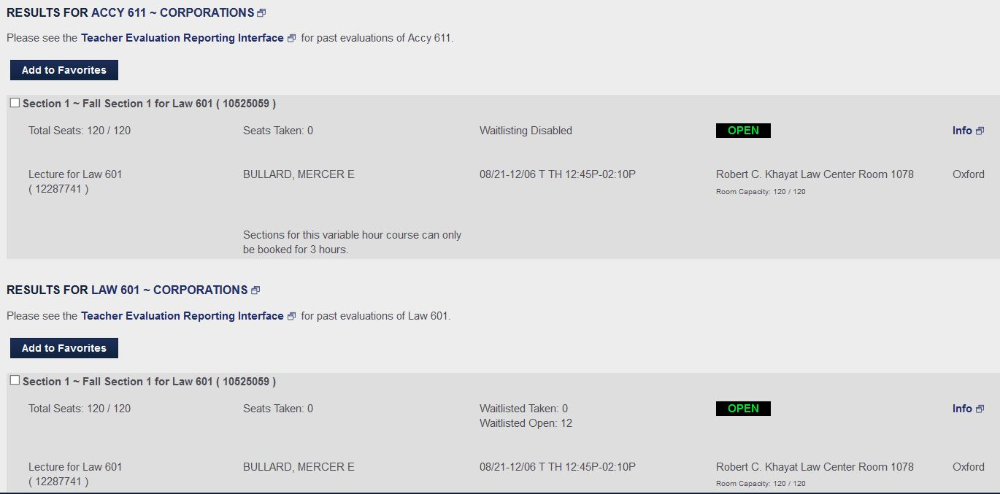 RESULTS FOR ACCY 611 ~ CORPORATIONS
Please see the Teacher Evaluation Reporting Interface for past evaluations of Accy 611.
Add to Favorites
Section 1 ~ Fall Section 1 for Law 601 ( 10525059 )
Total Seats: 120 / 120 Seats Taken: 0 Waitlisting Disabled OPEN Info
Lecture for Law 601 BULLARD, MERCER E 08/21-12/06 T TH 12:45P-02:10P Robert C. Khayat Law Center Room 1078 Oxford
( 12287741 ) Room Capacity: 120 / 120
Sections for this variable hour course can only
be booked for 3 hours.
RESULTS FOR LAW 601 ~ CORPORATIONS
Please see the Teacher Evaluation Reporting Interface for past evaluations of Law 601.
Add to Favorites
Section 1 ~ Fall Section 1 for Law 601 ( 10525059 )
Total Seats: 120 / 120 Seats Taken: 0 Waitlisted Taken: 0 OPEN Info
Waitlisted Open: 12
Lecture for Law 601 BULLARD, MERCER E 08/21-12/06 T TH 12:45P-02:10P Robert C. Khayat Law Center Room 1078 Oxford
( 12287741 ) Room Capacity: 120 / 120